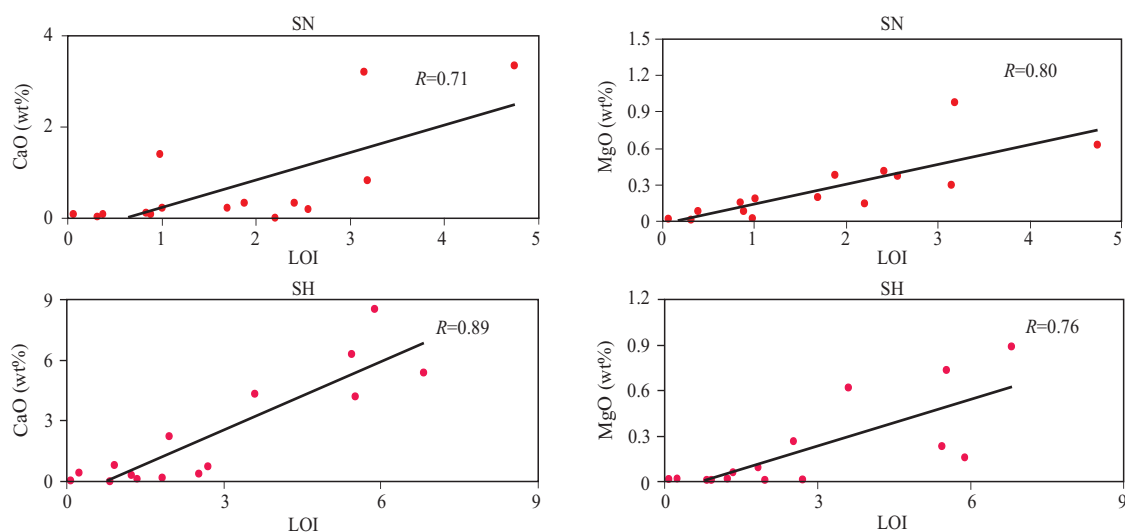 SN
4
2
0
CaO (wt%)
R=0.71
0 1 2 3 4 5
LOI
SN
1.5
1.2
0.9
0.6
0.3
0
MgO (wt%)
R=0.80
0 1 2 3 4 5
LOI
SH
9
6
3
0
CaO (wt%)
R=0.89
0 3 6 9
LOI
SH
1.2
0.9
0.6
0.3
0
MgO (wt%)
R=0.76
0 3 6 9
LOI